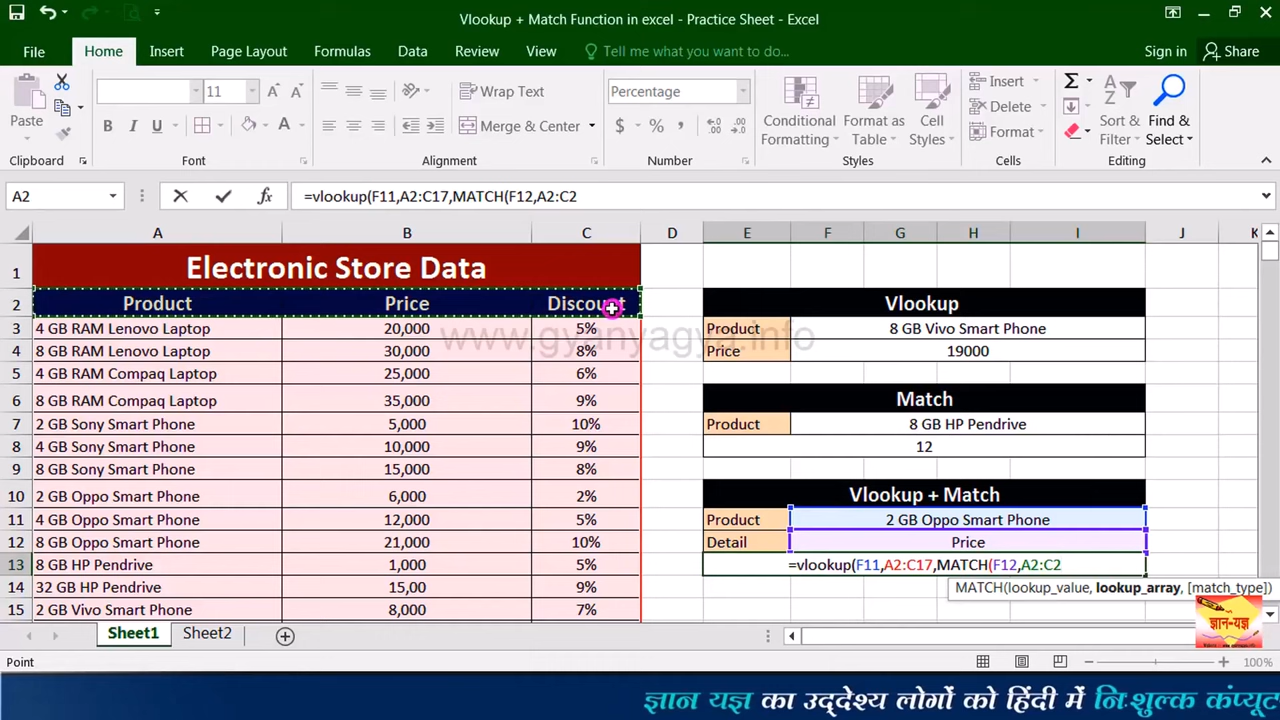 Vlookup + Match Function in excel - Practice Sheet - Excel
File Home Insert Page Layout Formulas Data Review View Tell me what you want to do... Sign in Share
11 Wrap Text Percentage Insert
Paste B I U Merge & Center $ % , Conditional Formatting Format as Table Cell Styles Delete Format Sort & Filter Find & Select
Clipboard Font Alignment Number Styles Cells Editing
A2 fx =vlookup(F11,A2:C17,MATCH(F12,A2:C2
A B C D E F G H I J K
1 Electronic Store Data
2 Product Price Discount Vlookup
3 4 GB RAM Lenovo Laptop 20,000 5% Product 8 GB Vivo Smart Phone
www.gyanyagya.info
4 8 GB RAM Lenovo Laptop 30,000 8% Price 19000
5 4 GB RAM Compaq Laptop 25,000 6%
6 8 GB RAM Compaq Laptop 35,000 9% Match
7 2 GB Sony Smart Phone 5,000 10% Product 8 GB HP Pendrive
8 4 GB Sony Smart Phone 10,000 9% 12
9 8 GB Sony Smart Phone 15,000 8%
10 2 GB Oppo Smart Phone 6,000 2% Vlookup + Match
11 4 GB Oppo Smart Phone 12,000 5% Product 2 GB Oppo Smart Phone
12 8 GB Oppo Smart Phone 21,000 10% Detail Price
13 8 GB HP Pendrive 1,000 5% =vlookup(F11,A2:C17,MATCH(F12,A2:C2
14 32 GB HP Pendrive 15,00 9% MATCH(lookup_value, lookup_array, [match_type])
15 2 GB Vivo Smart Phone 8,000 7%
ज्ञान-यज्ञ
Sheet1 Sheet2
Point 100%
ज्ञान यज्ञ का उद्देश्य लोगों को हिंदी में निःशुल्क कंप्यूट